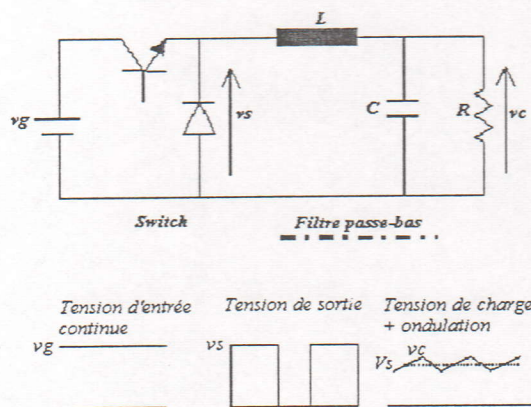 L
vg
vs
C
R
vc
Switch
Filtre passe-bas
Tension d'entrée
continue
vg
Tension de sortie
vs
Tension de charge
+ ondulation
vc
Vs